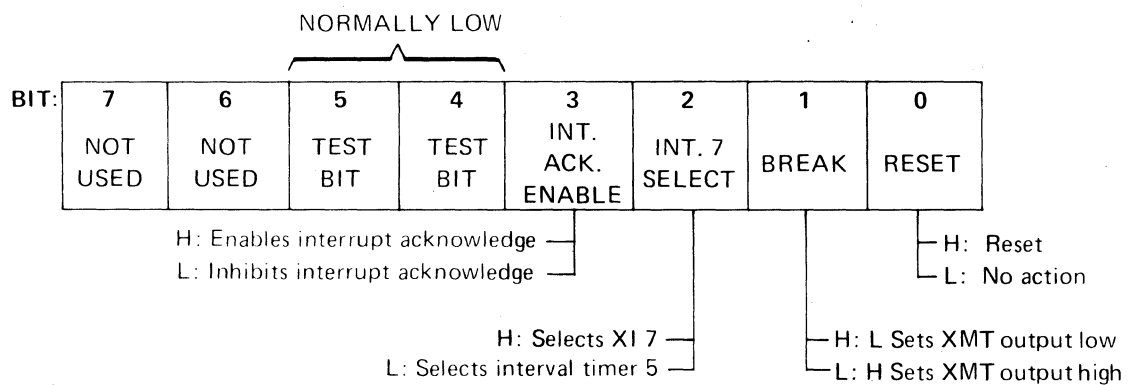 NORMALLY LOW
BIT: 7 6 5 4 3 2 1 0
NOT USED
NOT USED
TEST BIT
TEST BIT
INT. ACK. ENABLE
INT. 7 SELECT
BREAK
RESET
H: Enables interrupt acknowledge
L: Inhibits interrupt acknowledge
H: Reset
L: No action
H: Selects XI 7
L: Selects interval timer 5
H: L Sets XMT output low
L: H Sets XMT output high